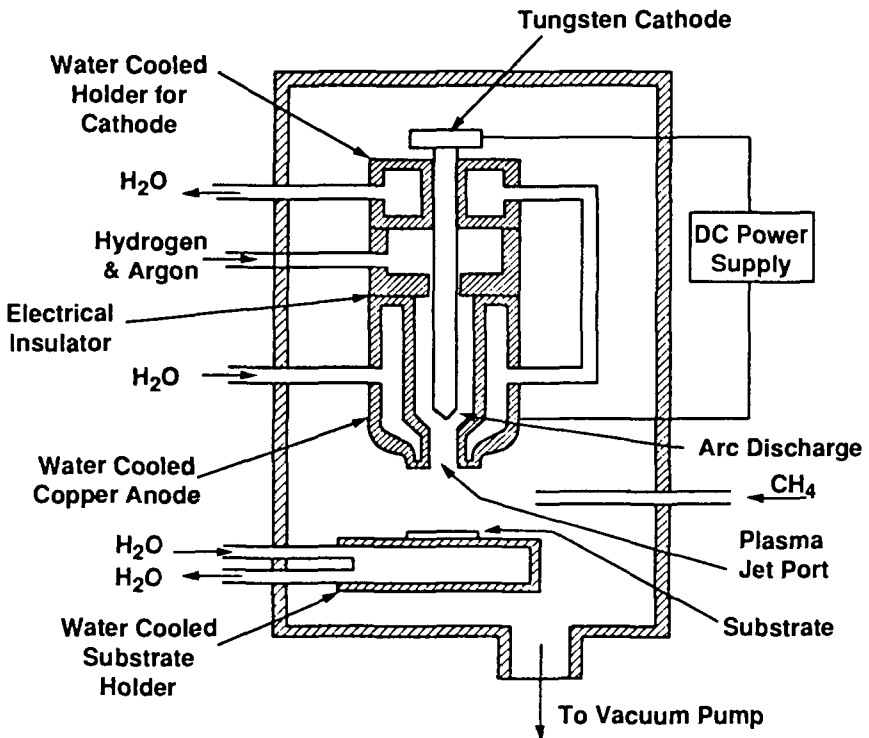 Tungsten Cathode
Water Cooled
Holder for
Cathode
H₂O
Hydrogen
& Argon
DC Power
Supply
Electrical
Insulator
H₂O
Arc Discharge
Water Cooled
Copper Anode
CH₄
H₂O
H₂O
Plasma
Jet Port
Water Cooled
Substrate
Holder
Substrate
To Vacuum Pump